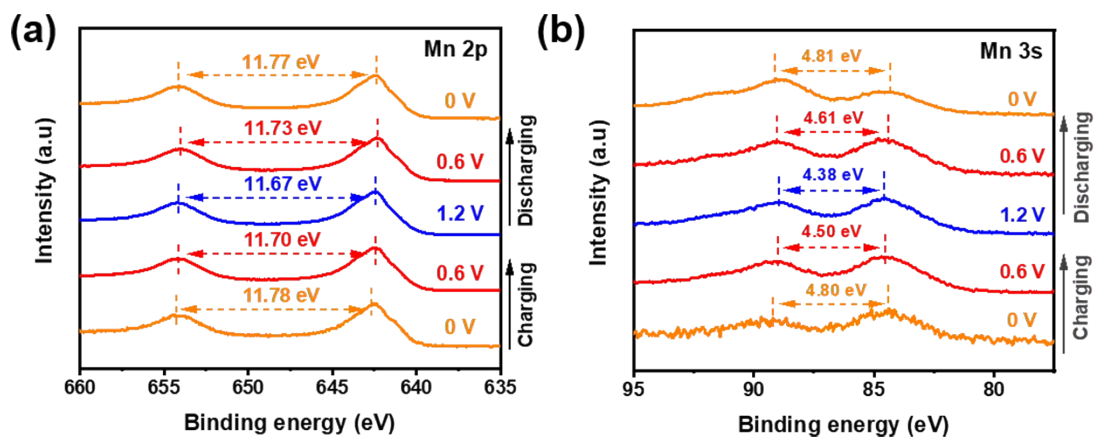 (a)
Mn 2p
11.77 eV
0 V
11.73 eV
0.6 V
11.67 eV
1.2 V
11.70 eV
0.6 V
11.78 eV
0 V
Discharging
Charging
Intensity (a.u)
660 655 650 645 640 635
Binding energy (eV)
(b)
Mn 3s
4.81 eV
0 V
4.61 eV
0.6 V
4.38 eV
1.2 V
4.50 eV
0.6 V
4.80 eV
0 V
Discharging
Charging
Intensity (a.u)
95 90 85 80
Binding energy (eV)